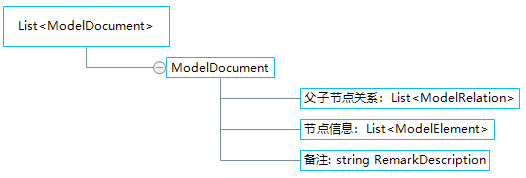 List<ModelDocument>
ModelDocument
父子节点关系：List<ModelRelation>
节点信息：List<ModelElement>
备注: string RemarkDescription